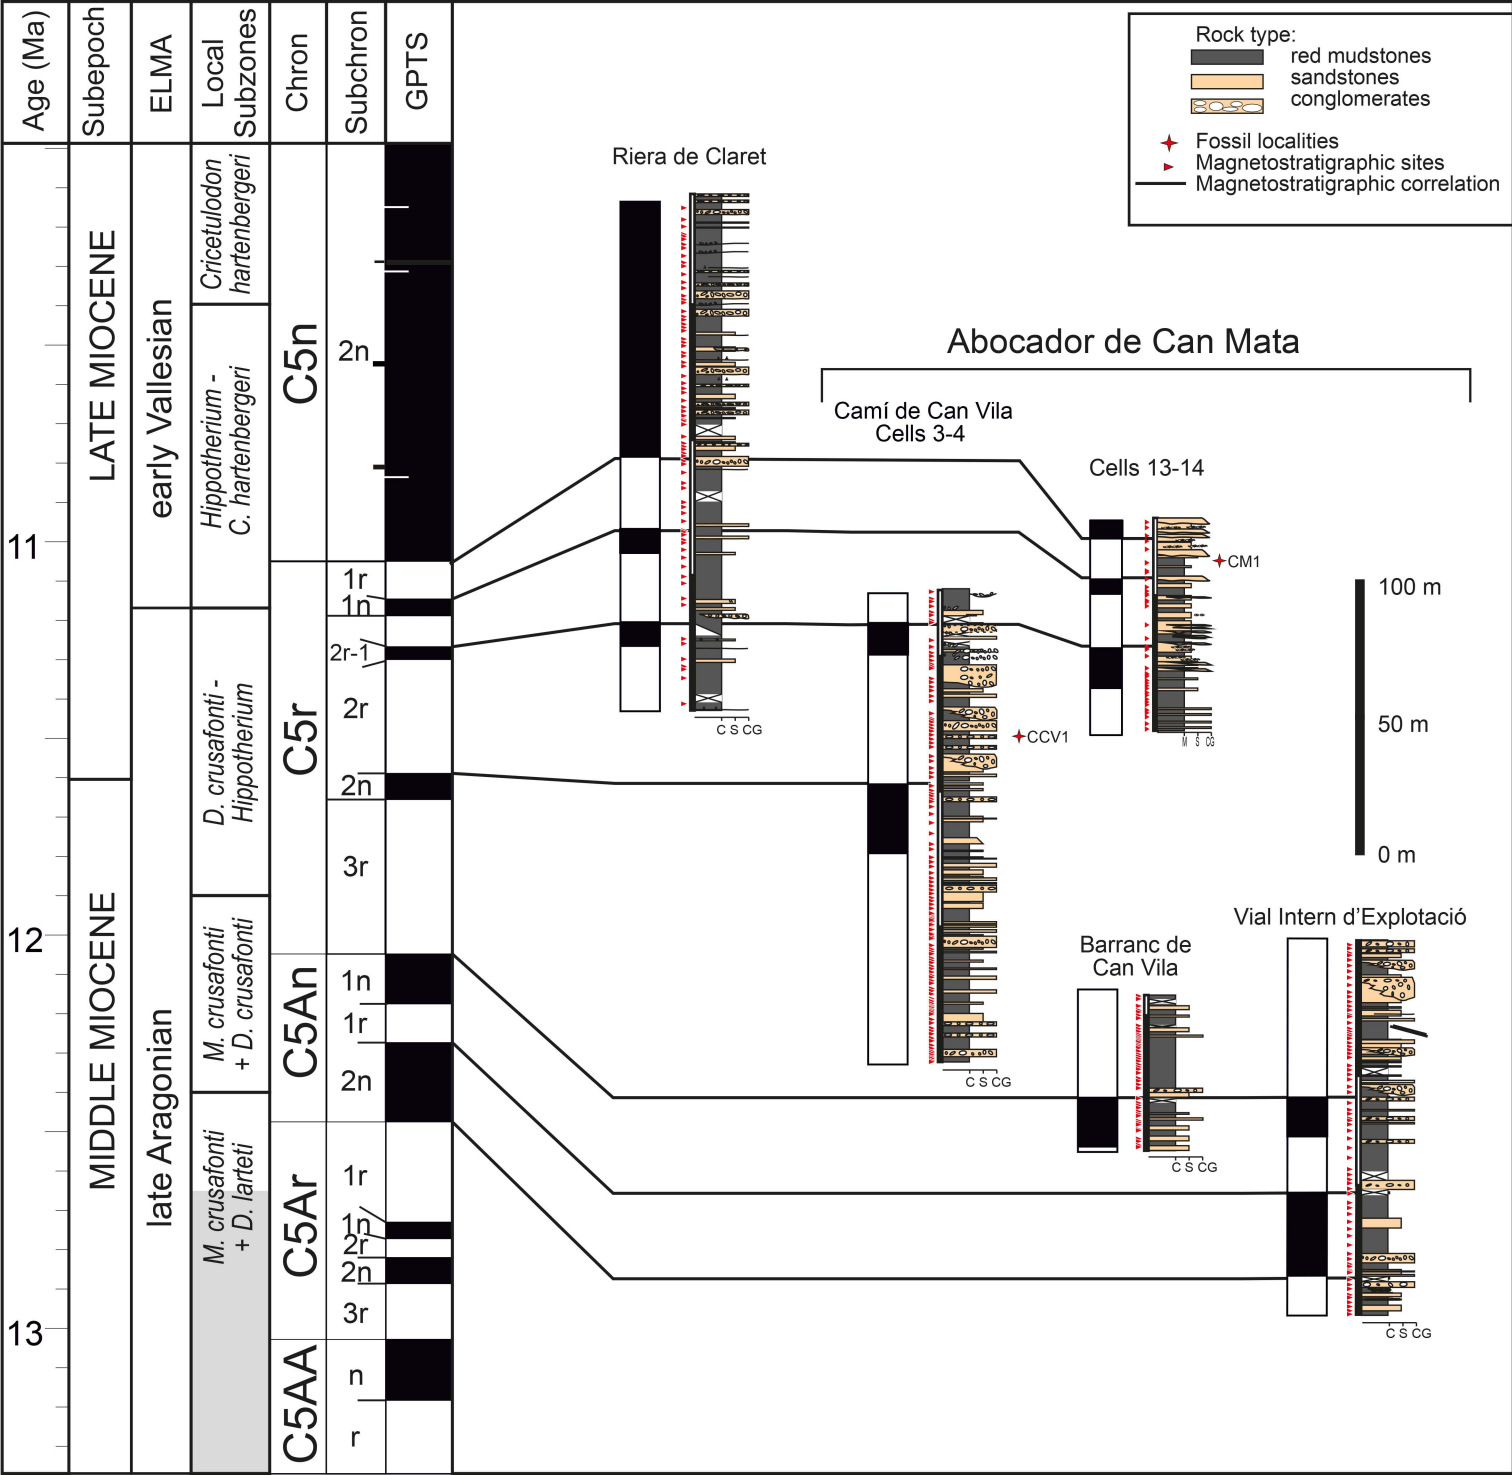 Age (Ma)
Subepoch
ELMA
Local
Subzones
Chron
Subchron
GPTS
11
12
13
LATE MIOCENE
MIDDLE MIOCENE
early Vallesian
late Aragonian
Cricetulodon
hartenbergeri
Hippotherium -
C. hartenbergeri
D. crusafonti -
Hippotherium
M. crusafonti
+ D. crusafonti
M. crusafonti
+ D. larteti
C5n
C5r
C5An
C5Ar
C5AA
2n
1r
1n
2r-1
2r
2n
3r
1n
1r
2n
1r
1n
2r
2n
3r
n
r
Rock type:
red mudstones
sandstones
conglomerates
Fossil localities
Magnetostratigraphic sites
Magnetostratigraphic correlation
Riera de Claret
C S CG
Abocador de Can Mata
Camí de Can Vila
Cells 3-4
CCV1
C S CG
Cells 13-14
CM1
M S CG
100 m
50 m
0 m
Barranc de
Can Vila
C S CG
Vial Intern d'Explotació
C S CG